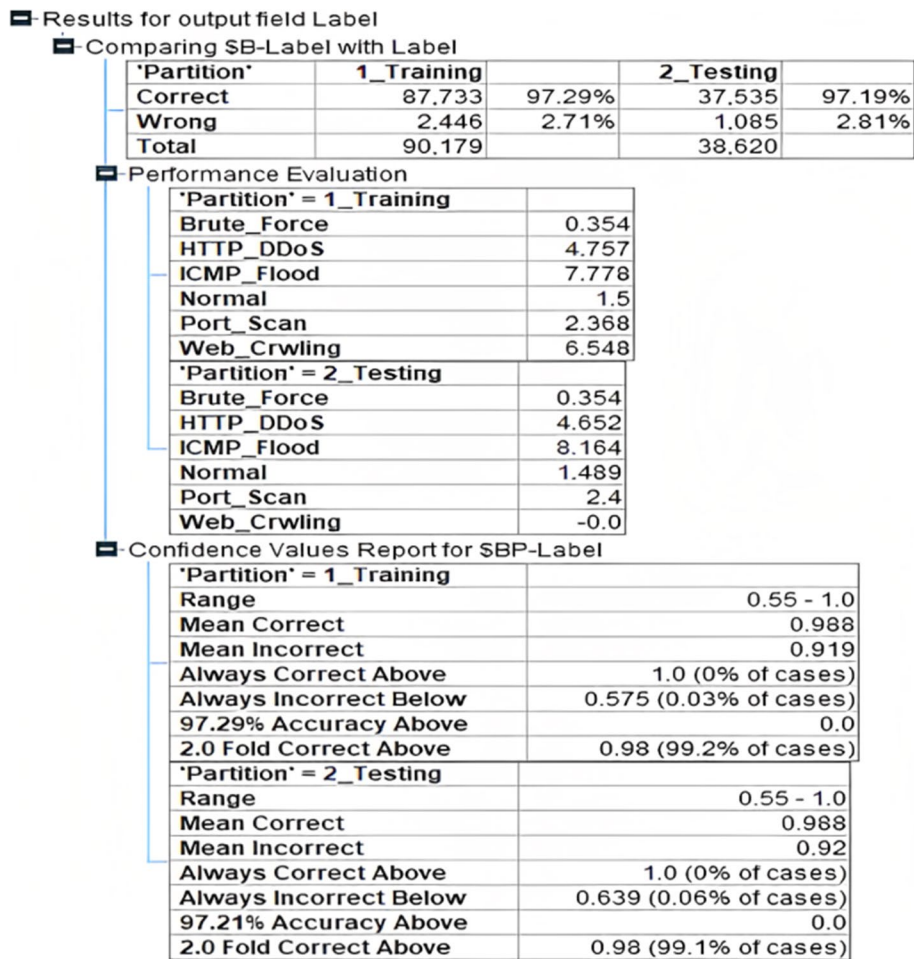 Results for output field Label
Comparing $B-Label with Label
'Partition' 1_Training 2_Testing
Correct 87,733 97.29% 37,535 97.19%
Wrong 2,446 2.71% 1,085 2.81%
Total 90,179 38,620
Performance Evaluation
'Partition' = 1_Training
Brute_Force 0.354
HTTP_DDoS 4.757
ICMP_Flood 7.778
Normal 1.5
Port_Scan 2.368
Web_Crwling 6.548
'Partition' = 2_Testing
Brute_Force 0.354
HTTP_DDoS 4.652
ICMP_Flood 8.164
Normal 1.489
Port_Scan 2.4
Web_Crwling -0.0
Confidence Values Report for $BP-Label
'Partition' = 1_Training
Range 0.55 - 1.0
Mean Correct 0.988
Mean Incorrect 0.919
Always Correct Above 1.0 (0% of cases)
Always Incorrect Below 0.575 (0.03% of cases)
97.29% Accuracy Above 0.0
2.0 Fold Correct Above 0.98 (99.2% of cases)
'Partition' = 2_Testing
Range 0.55 - 1.0
Mean Correct 0.988
Mean Incorrect 0.92
Always Correct Above 1.0 (0% of cases)
Always Incorrect Below 0.639 (0.06% of cases)
97.21% Accuracy Above 0.0
2.0 Fold Correct Above 0.98 (99.1% of cases)